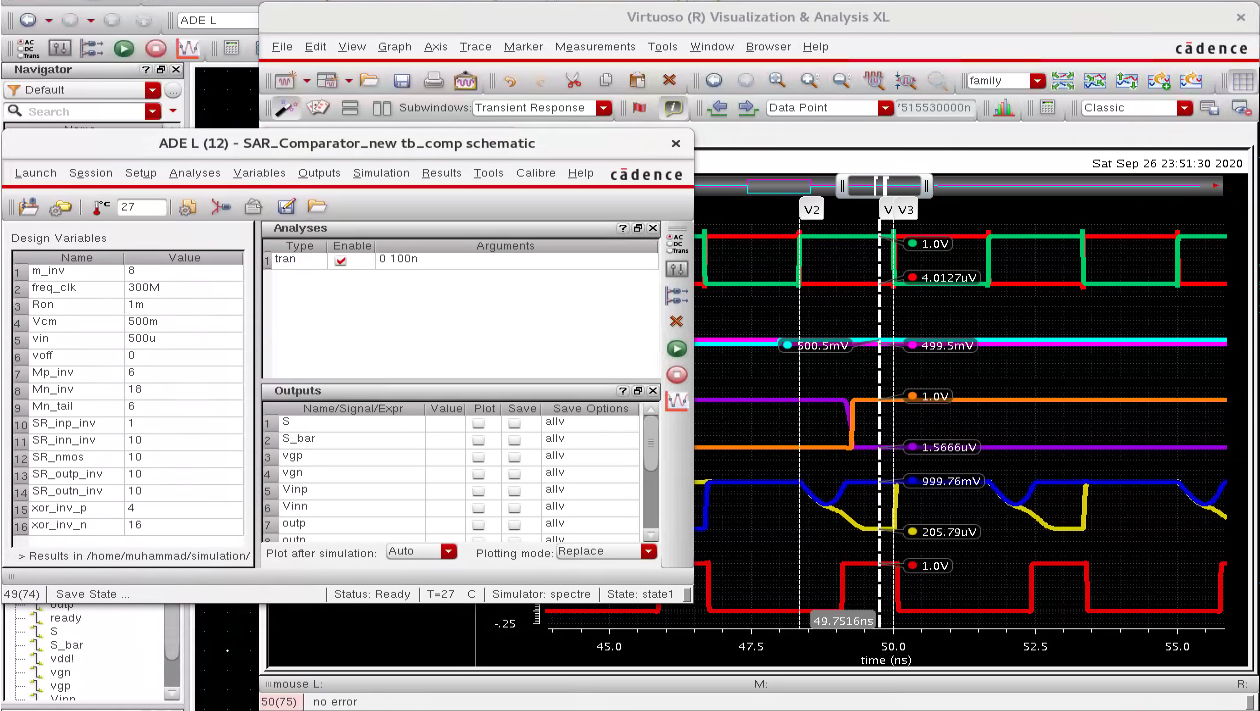 Virtuoso (R) Visualization & Analysis XL
ADE L
File Edit View Graph Axis Trace Marker Measurements Tools Window Browser Help
cādence
AC
DC
Trans
Navigator
Default
family
Search
Subwindows: Transient Response
Data Point
515530000n
Classic
Name
ADE L (12) - SAR_Comparator_new tb_comp schematic
Launch Session Setup Analyses Variables Outputs Simulation Results Tools Calibre Help
cādence
27
Design Variables
Name Value
1 m_inv 8
2 freq_clk 300M
3 Ron 1m
4 Vcm 500m
5 vin 500u
6 voff 0
7 Mp_inv 6
8 Mn_inv 18
9 Mn_tail 6
10 SR_inp_inv 1
11 SR_inn_inv 10
12 SR_nmos 10
13 SR_outp_inv 10
14 SR_outn_inv 10
15 xor_inv_p 4
16 xor_inv_n 16
> Results in /home/muhammad/simulation/
Analyses
Type Enable Arguments
1 tran 0 100n
AC
DC
Trans
Outputs
Name/Signal/Expr Value Plot Save Save Options
1 S allv
2 S_bar allv
3 vgp allv
4 vgn allv
5 Vinp allv
6 Vinn allv
7 outp allv
outn allv
Plot after simulation: Auto Plotting mode: Replace
49(74) Save State ... Status: Ready T=27 C Simulator: spectre State: state1
Sat Sep 26 23:51:30 2020
V2 V V3
1.0V
4.0127uV
500.5mV 499.5mV
1.0V
1.5666uV
999.76mV
205.79uV
1.0V
49.7516ns
-.25
45.0 47.5 50.0 52.5 55.0
time (ns)
outp
ready
S
S_bar
vdd!
vgn
vgp
Vinn
mouse L: M: R:
50(75) no error